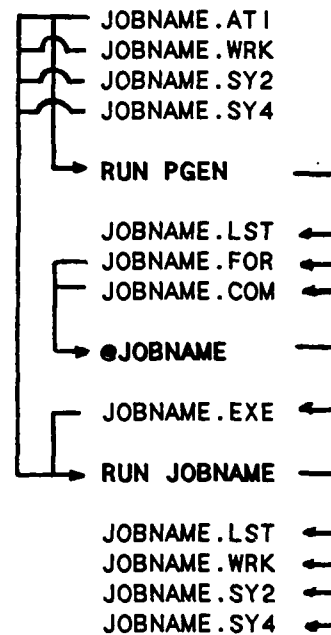 JOBNAME.ATI
JOBNAME.WRK
JOBNAME.SY2
JOBNAME.SY4
RUN PGEN
JOBNAME.LST
JOBNAME.FOR
JOBNAME.COM
@JOBNAME
JOBNAME.EXE
RUN JOBNAME
JOBNAME.LST
JOBNAME.WRK
JOBNAME.SY2
JOBNAME.SY4